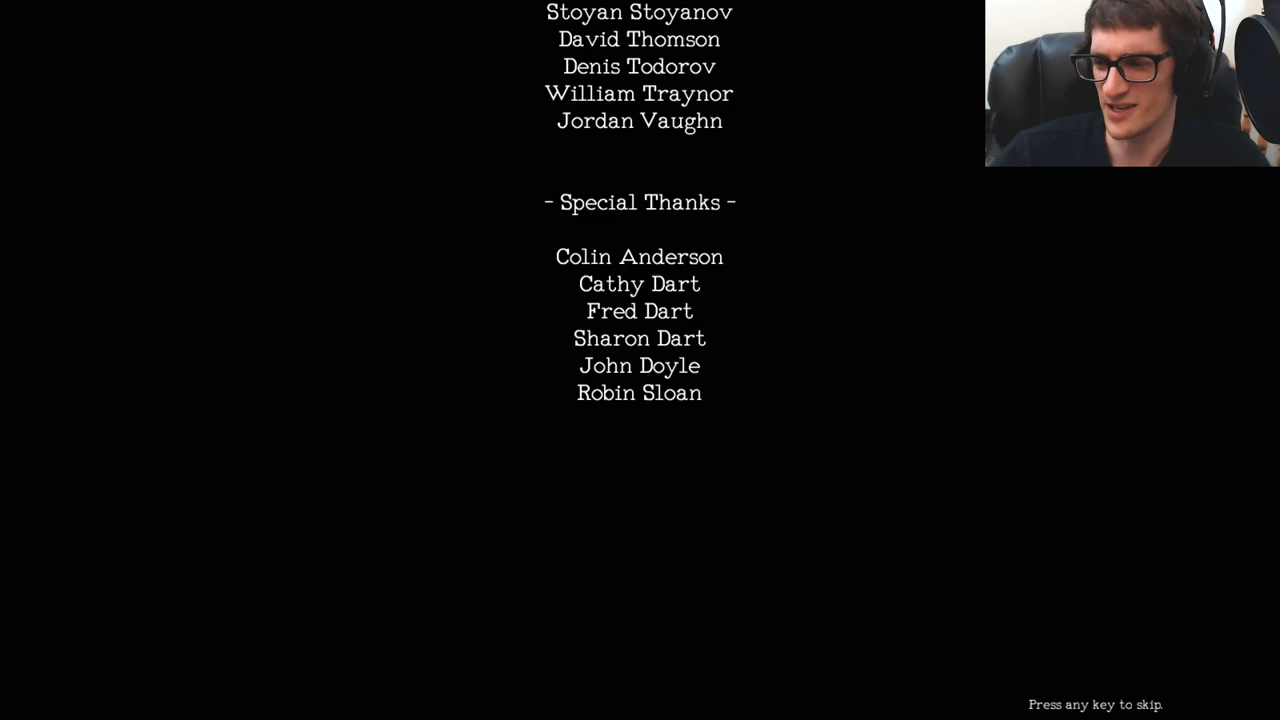 Stoyan Stoyanov
David Thomson
Denis Todorov
William Traynor
Jordan Vaughn
- Special Thanks -
Colin Anderson
Cathy Dart
Fred Dart
Sharon Dart
John Doyle
Robin Sloan
Press any key to skip.